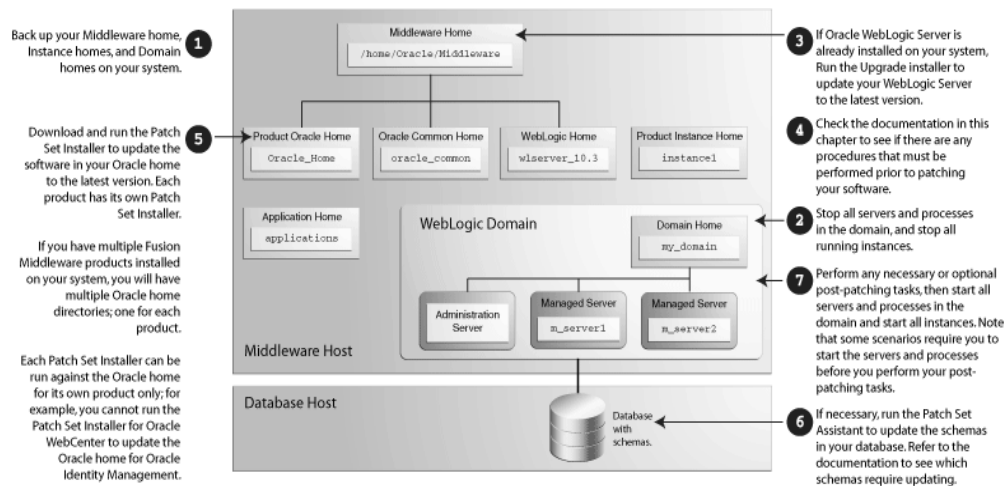 Back up your Middleware home,
Instance homes, and Domain
homes on your system.
1
Download and run the Patch
Set Installer to update the
software in your Oracle home
to the latest version. Each
product has its own Patch
Set Installer.
5
If you have multiple Fusion
Middleware products installed
on your system, you will have
multiple Oracle home
directories; one for each
product.
Each Patch Set Installer can be
run against the Oracle home
for its own product only; for
example, you cannot run the
Patch Set Installer for Oracle
WebCenter to update the
Oracle home for Oracle
Identity Management.
Middleware Home
/home/Oracle/Middleware
Product Oracle Home
Oracle_Home
Oracle Common Home
oracle_common
WebLogic Home
wlserver_10.3
Product Instance Home
instance1
Application Home
applications
WebLogic Domain
Domain Home
my_domain
Administration
Server
Managed Server
m_server1
Managed Server
m_server2
Middleware Host
Database Host
Database
with
schemas.
3
If Oracle WebLogic Server is
already installed on your system,
Run the Upgrade installer to
update your WebLogic Server
to the latest version.
4
Check the documentation in this
chapter to see if there are any
procedures that must be
performed prior to patching
your software.
2
Stop all servers and processes
in the domain, and stop all
running instances.
7
Perform any necessary or optional
post-patching tasks, then start all
servers and processes in the
domain and start all instances. Note
that some scenarios require you to
start the servers and processes
before you perform your post-
patching tasks.
6
If necessary, run the Patch Set
Assistant to update the schemas
in your database. Refer to the
documentation to see which
schemas require updating.